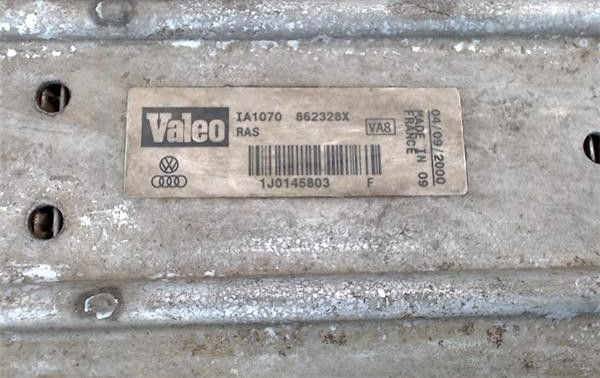 Valeo
IA1070 862328X
RAS
VA8
1J0145803 F
04/09/2000
MADE IN 09
FRANCE